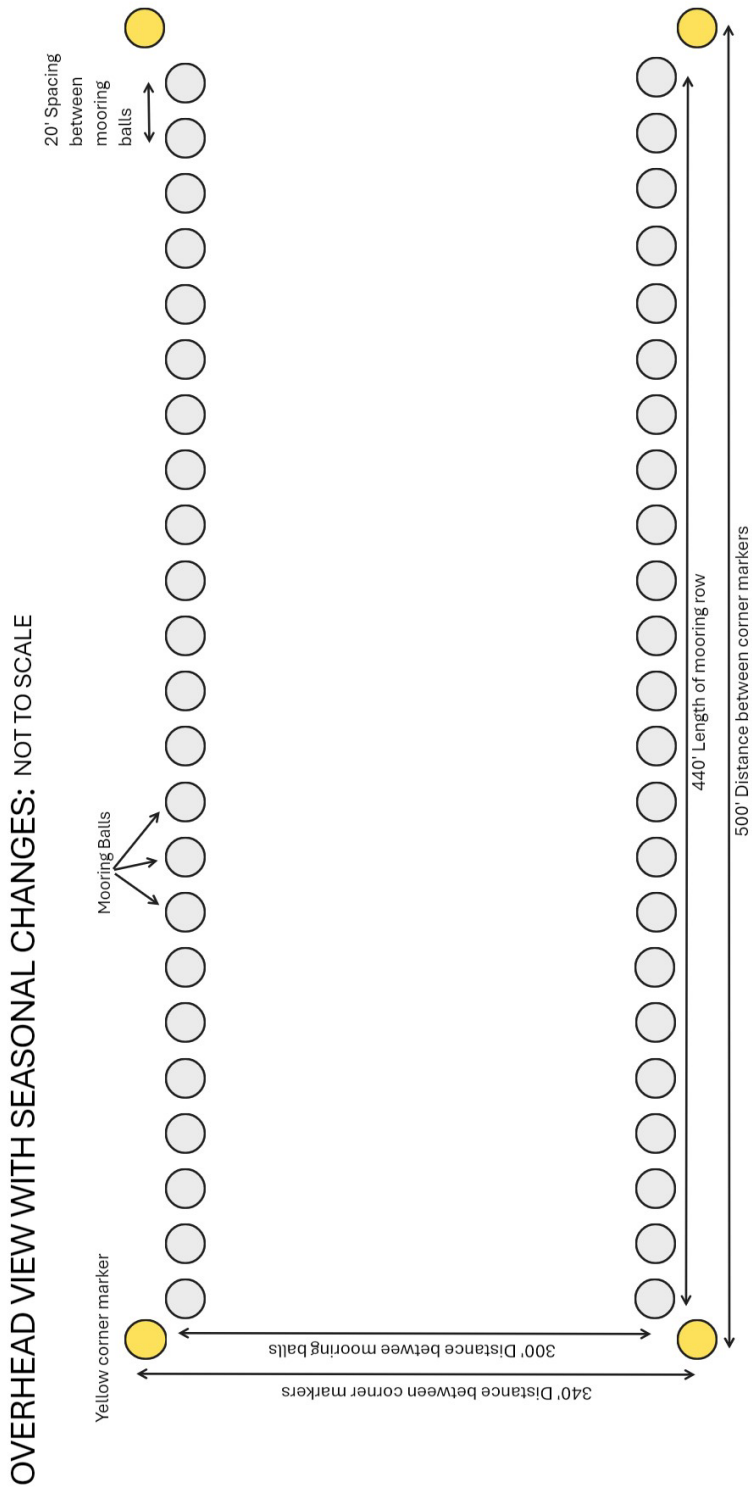 OVERHEAD VIEW WITH SEASONAL CHANGES: NOT TO SCALE
Yellow corner marker
Mooring Balls
20' Spacing
between
mooring
balls
340' Distance between corner markers
300' Distance betwee mooring balls
440' Length of mooring row
500' Distance between corner markers